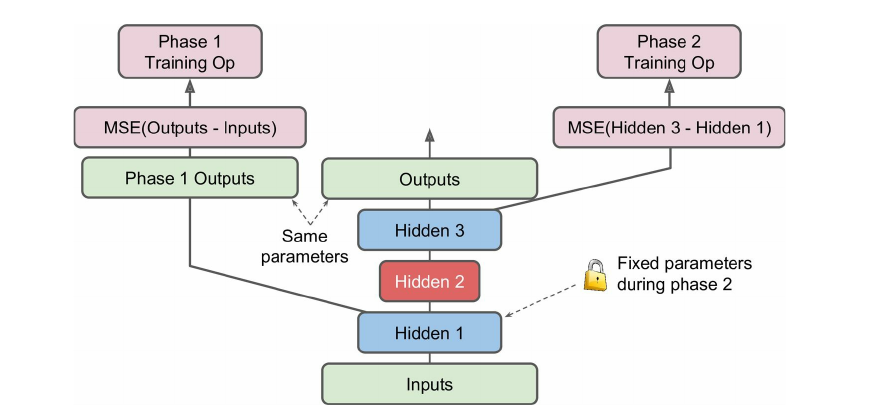 Phase 1
Training Op
Phase 2
Training Op
MSE(Outputs - Inputs)
MSE(Hidden 3 - Hidden 1)
Phase 1 Outputs
Outputs
Same
parameters
Hidden 3
Hidden 2
Fixed parameters
during phase 2
Hidden 1
Inputs